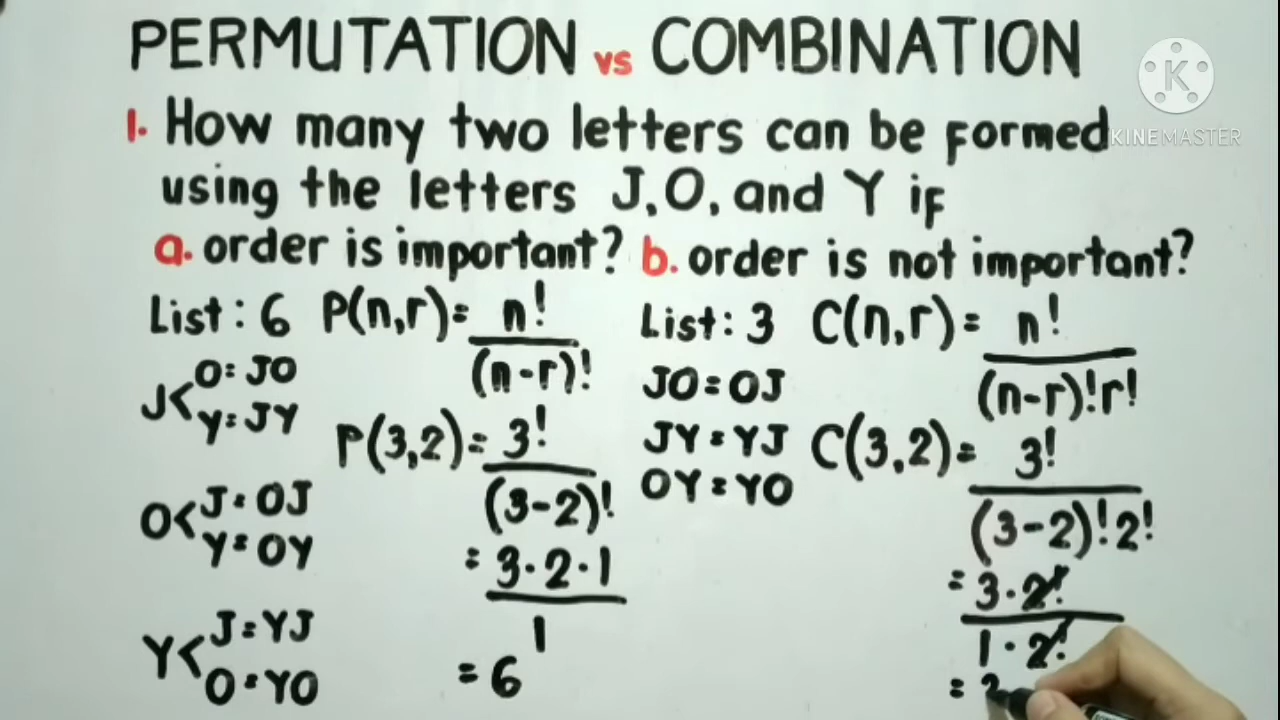 PERMUTATION vs COMBINATION
K
KINEMASTER
1. How many two letters can be formed
using the letters J, O, and Y if
a. order is important?
List: 6
J< O = JO
Y = JY
O< J = OJ
Y = OY
Y< J = YJ
O = YO
P(n,r) = n!
(n-r)!
P(3,2) = 3!
(3-2)!
= 3·2·1
1
= 6
b. order is not important?
List: 3
JO = OJ
JY = YJ
OY = YO
C(n,r) = n!
(n-r)!r!
C(3,2) = 3!
(3-2)!2!
= 3·2!
1·2!
=